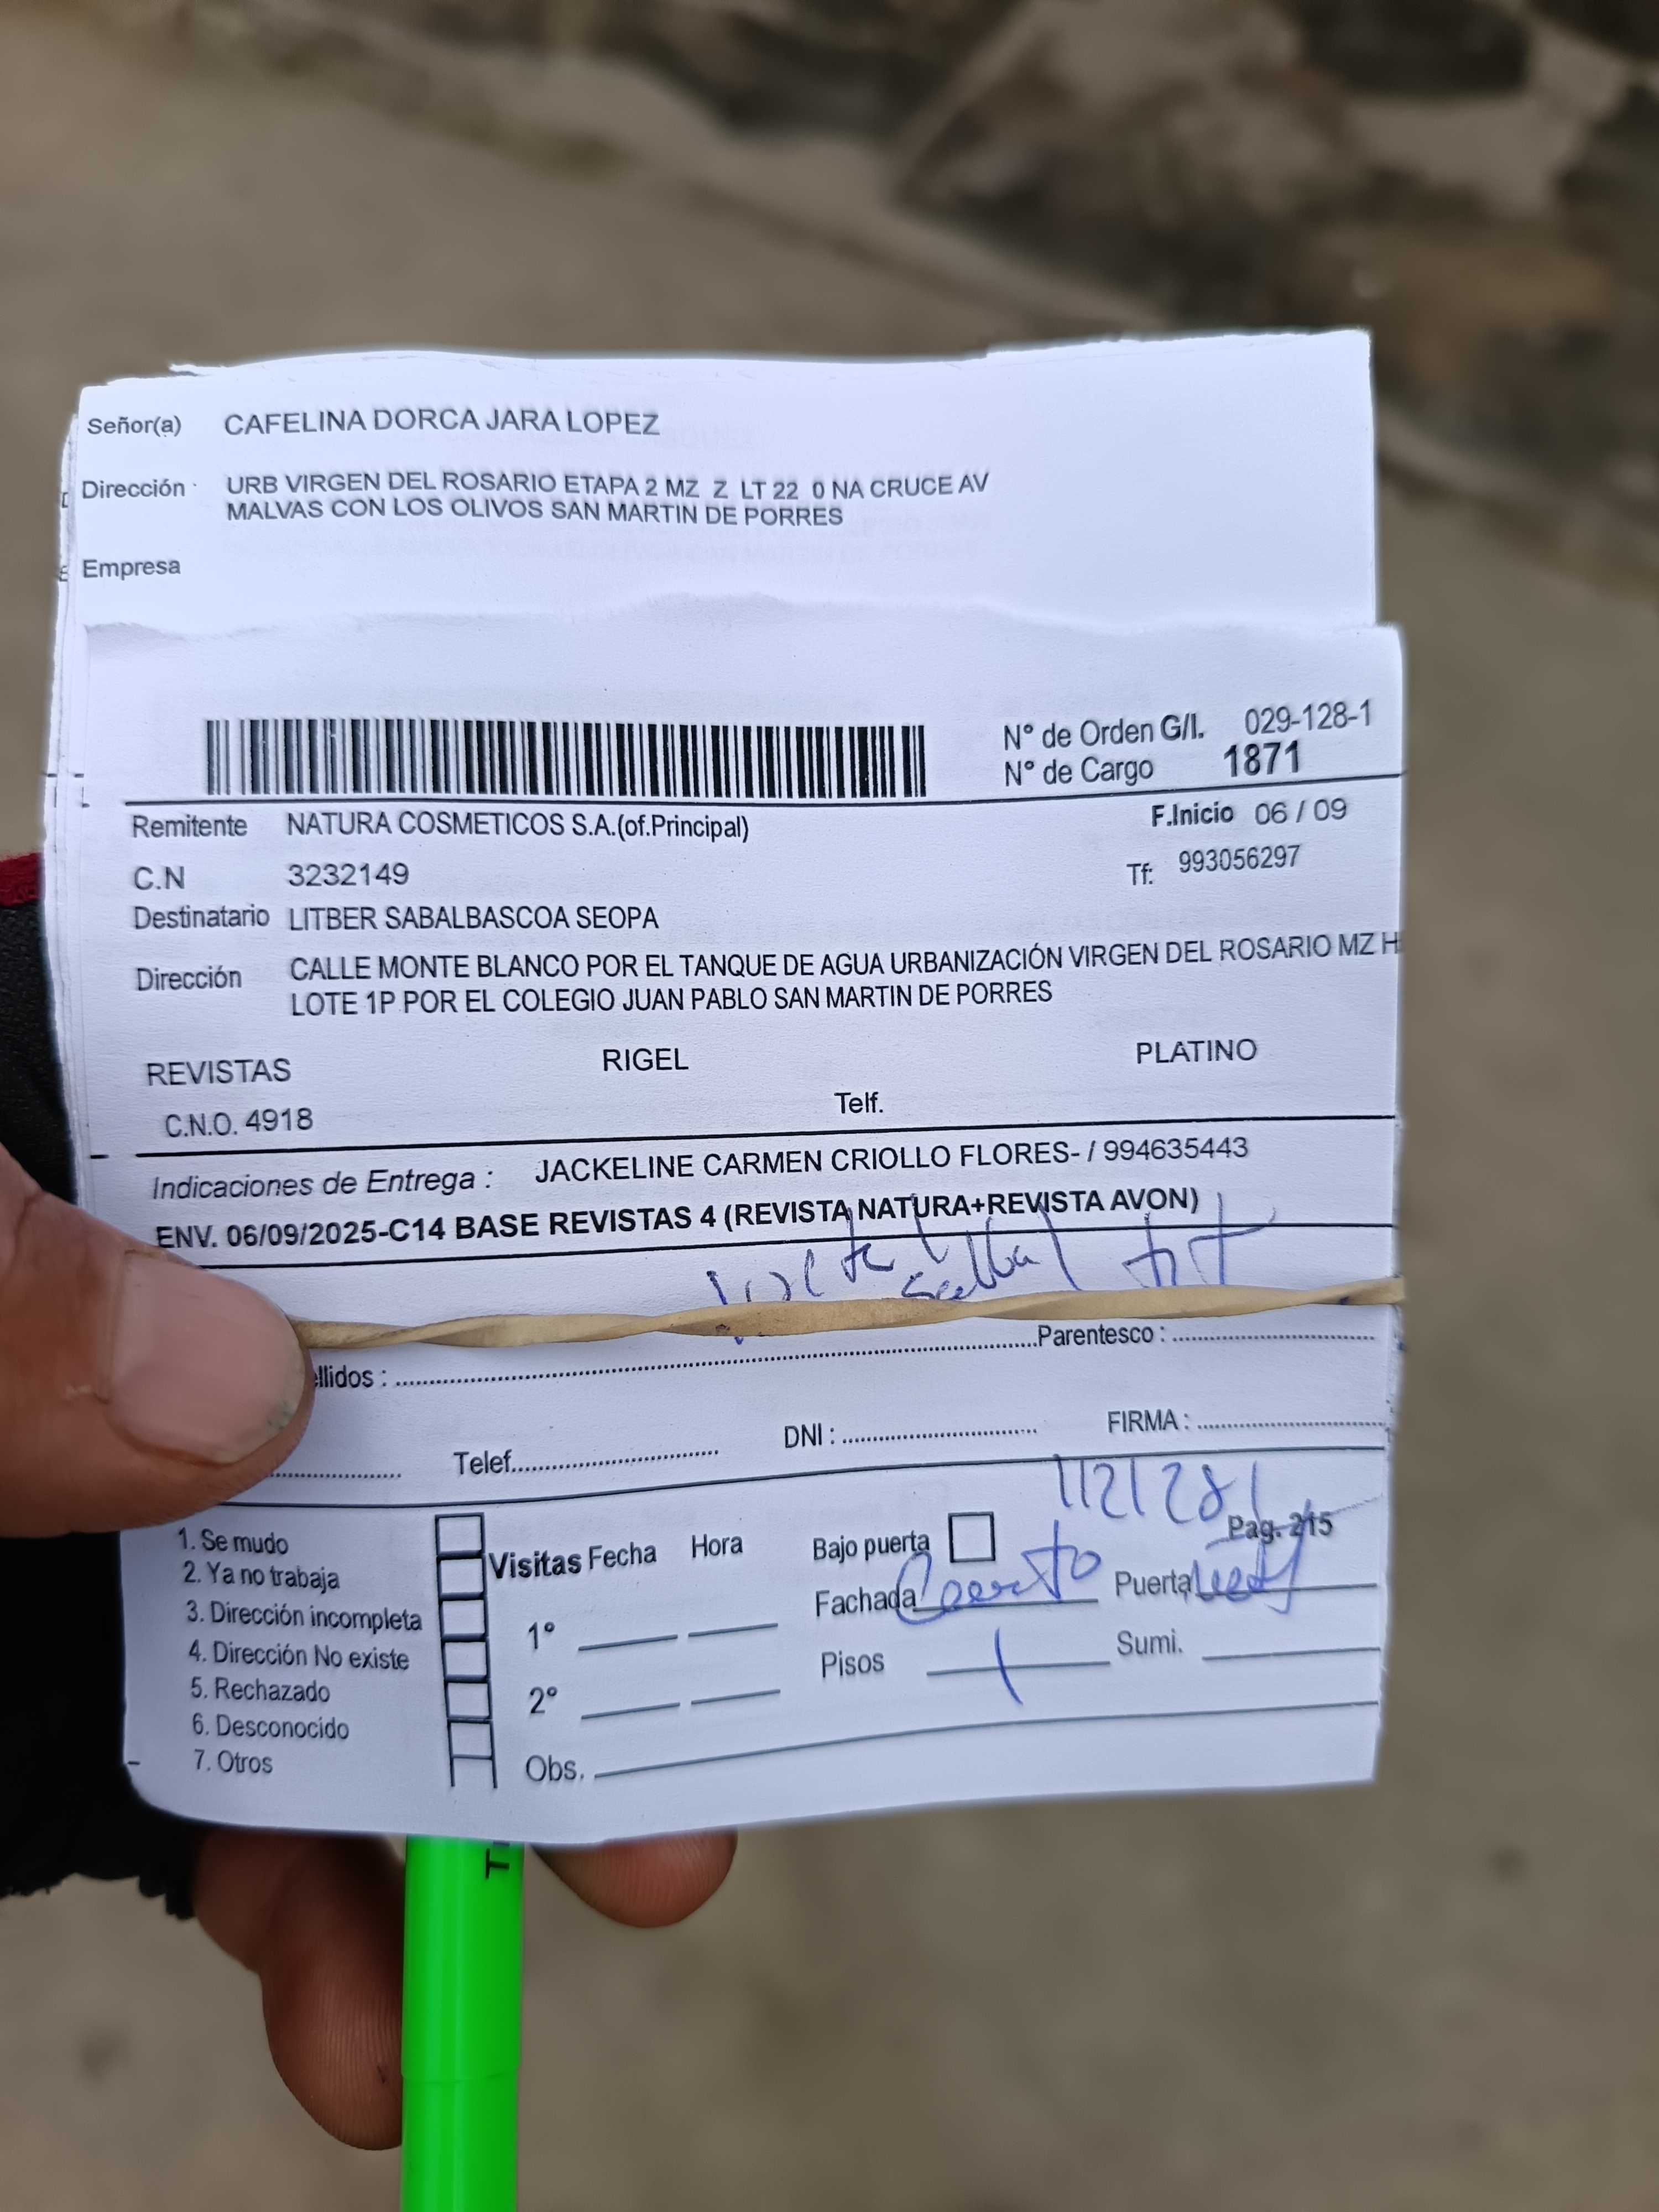 Señor(a) CAFELINA DORCA JARA LOPEZ
Dirección URB VIRGEN DEL ROSARIO ETAPA 2 MZ Z LT 22 0 NA CRUCE AV
MALVAS CON LOS OLIVOS SAN MARTIN DE PORRES
Empresa
N° de Orden G/I. 029-128-1
N° de Cargo 1871
Remitente NATURA COSMETICOS S.A.(of.Principal) F.Inicio 06 / 09
C.N 3232149 Tf: 993056297
Destinatario LITBER SABALBASCOA SEOPA
Dirección CALLE MONTE BLANCO POR EL TANQUE DE AGUA URBANIZACIÓN VIRGEN DEL ROSARIO MZ H
LOTE 1P POR EL COLEGIO JUAN PABLO SAN MARTIN DE PORRES
REVISTAS RIGEL PLATINO
C.N.O. 4918 Telf.
Indicaciones de Entrega : JACKELINE CARMEN CRIOLLO FLORES- / 994635443
ENV. 06/09/2025-C14 BASE REVISTAS 4 (REVISTA NATURA+REVISTA AVON)
ellidos : Parentesco :
Telef. DNI : FIRMA :
Pag. 215
1. Se mudo
2. Ya no trabaja
3. Dirección incompleta
4. Dirección No existe
5. Rechazado
6. Desconocido
7. Otros
Visitas Fecha Hora
1°
2°
Obs.
Bajo puerta
Fachada Puerta
Pisos 1 Sumi.
T